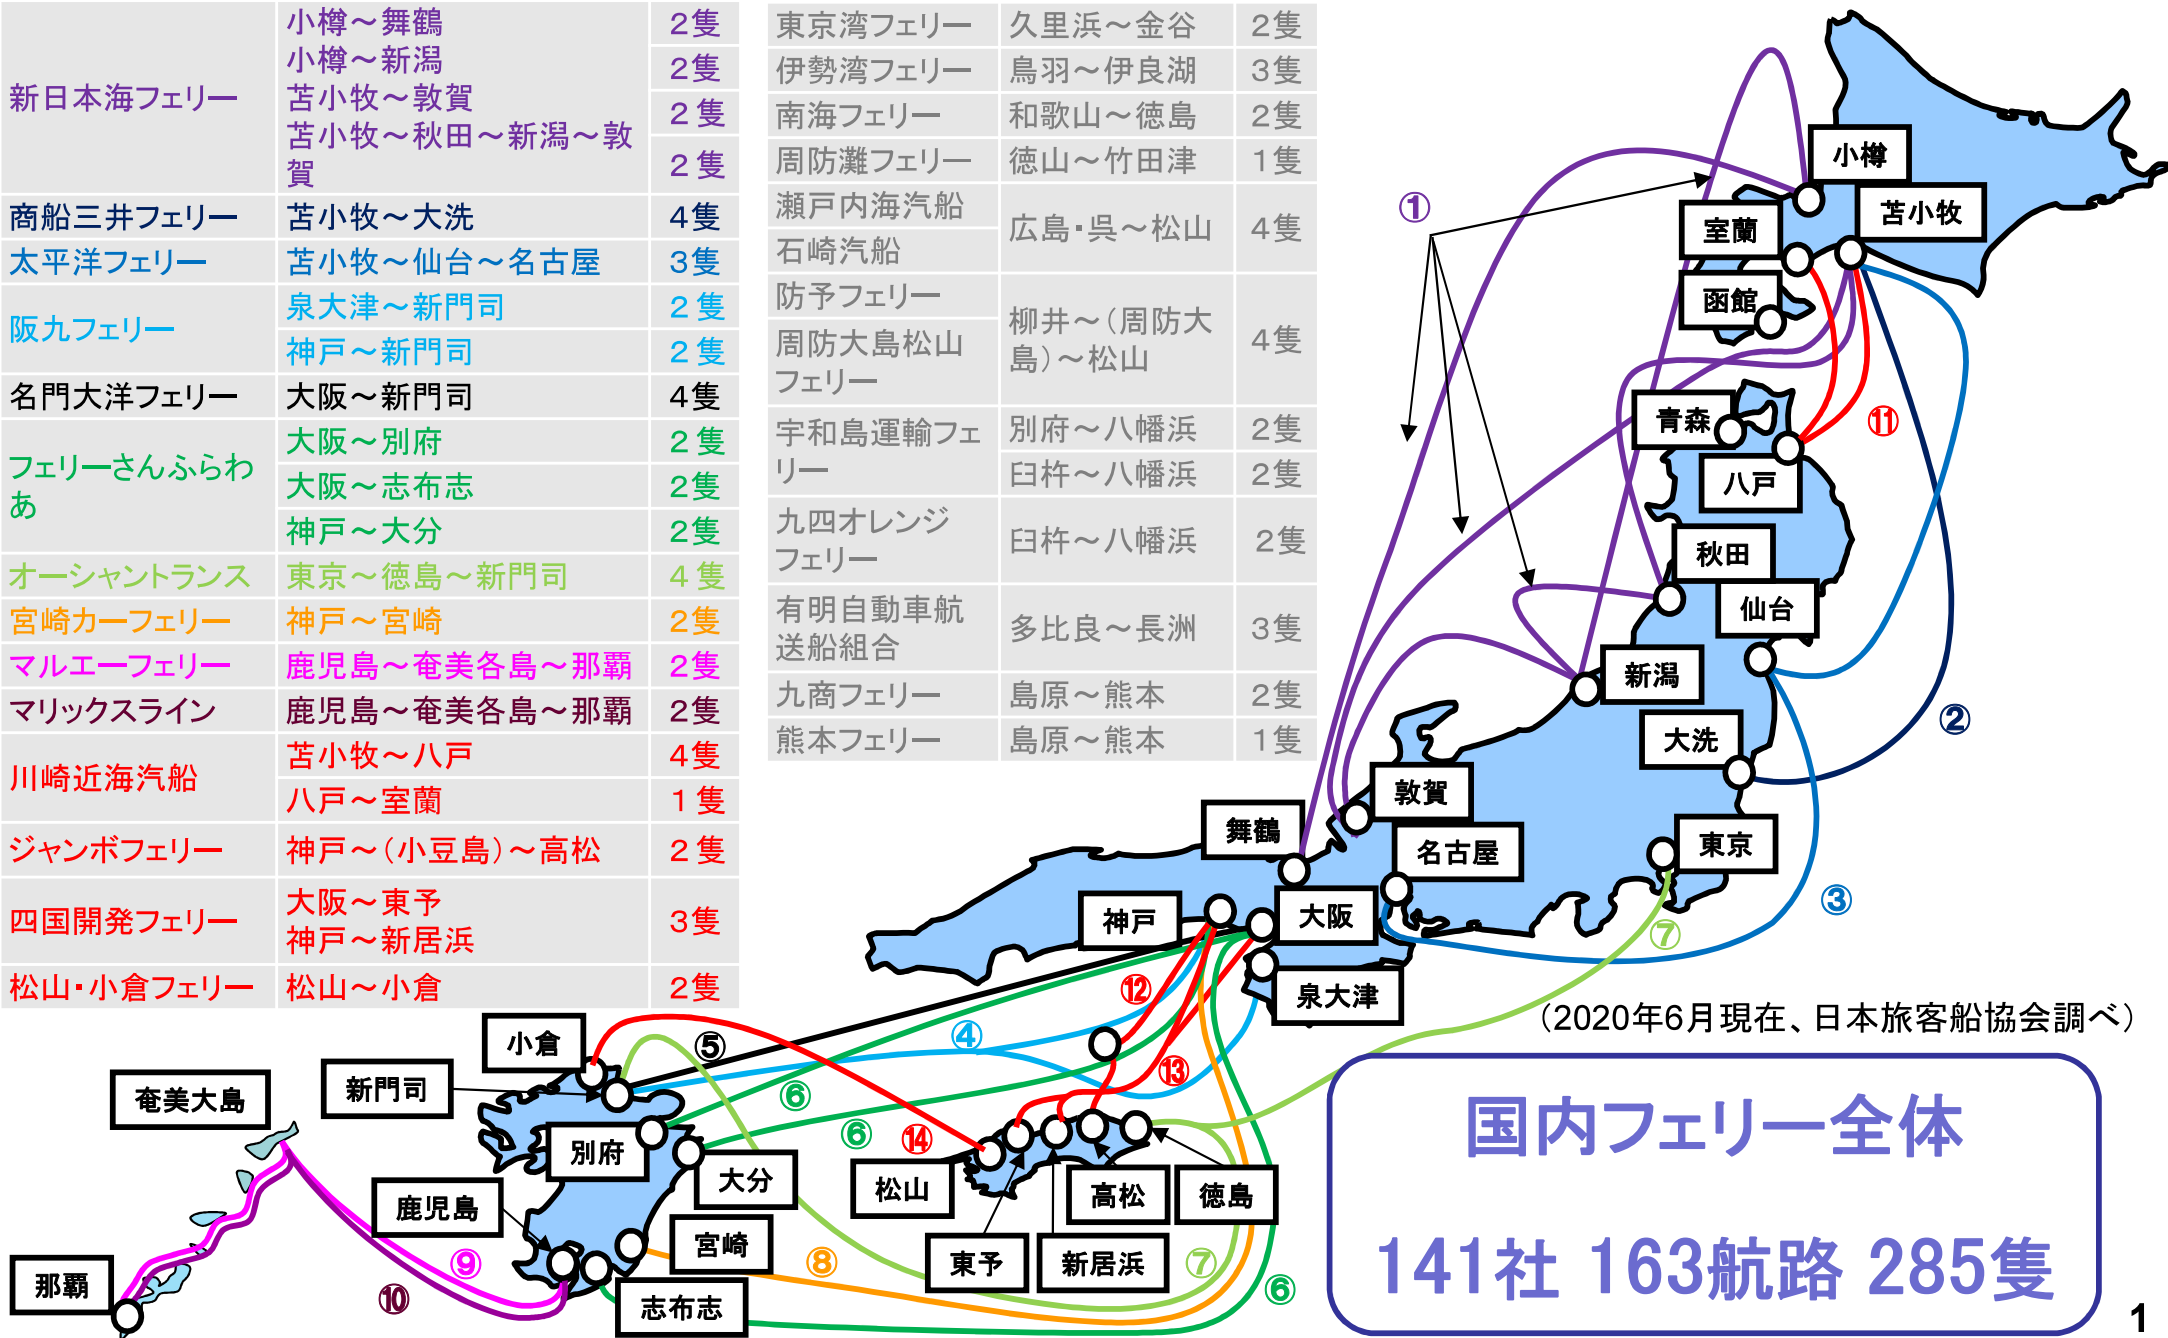 新日本海フェリー
小樽～舞鶴
小樽～新潟
苫小牧～敦賀
苫小牧～秋田～新潟～敦
賀
2隻
2隻
2隻
2隻
商船三井フェリー 苫小牧～大洗 4隻
太平洋フェリー 苫小牧～仙台～名古屋 3隻
阪九フェリー
泉大津～新門司 2隻
神戸～新門司 2隻
名門大洋フェリー 大阪～新門司 4隻
フェリーさんふらわ
あ
大阪～別府 2隻
大阪～志布志 2隻
神戸～大分 2隻
オーシャントランス 東京～徳島～新門司 4隻
宮崎カーフェリー 神戸～宮崎 2隻
マルエーフェリー 鹿児島～奄美各島～那覇 2隻
マリックスライン 鹿児島～奄美各島～那覇 2隻
川崎近海汽船
苫小牧～八戸 4隻
八戸～室蘭 1隻
ジャンボフェリー 神戸～(小豆島)～高松 2隻
四国開発フェリー
大阪～東予
神戸～新居浜
3隻
松山・小倉フェリー 松山～小倉 2隻
東京湾フェリー 久里浜～金谷 2隻
伊勢湾フェリー 鳥羽～伊良湖 3隻
南海フェリー 和歌山～徳島 2隻
周防灘フェリー 徳山～竹田津 1隻
瀬戸内海汽船
石崎汽船
広島・呉～松山 4隻
防予フェリー
周防大島松山
フェリー
柳井～(周防大
島)～松山
4隻
宇和島運輸フェ
リー
別府～八幡浜 2隻
臼杵～八幡浜 2隻
九四オレンジ
フェリー
臼杵～八幡浜 2隻
有明自動車航
送船組合
多比良～長洲 3隻
九商フェリー 島原～熊本 2隻
熊本フェリー 島原～熊本 1隻
小樽
①
苫小牧
室蘭
函館
青森
⑪
八戸
秋田
仙台
新潟
②
大洗
敦賀
舞鶴
名古屋
東京
③
神戸
大阪
⑦
⑫
泉大津
(2020年6月現在、日本旅客船協会調べ)
小倉
⑤
④
新門司
⑬
奄美大島
⑥
⑥
⑭
別府
大分
松山
高松
徳島
鹿児島
宮崎
⑧
東予
新居浜
⑦
⑨
那覇
⑩
志布志
⑥
国内フェリー全体
141社 163航路 285隻
1